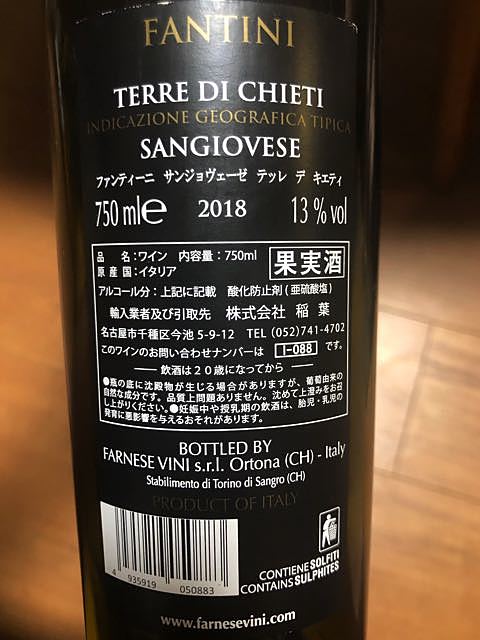 FANTINI
TERRE DI CHIETI
INDICAZIONE GEOGRAFICA TIPICA
SANGIOVESE
ファンティーニ サンジョヴェーゼ テッレ デ キエティ
750 ml e 2018 13 % vol
品 名：ワイン 内容量：750ml
原 産 国：イタリア
果実酒
アルコール分：上記に記載 酸化防止剤（亜硫酸塩）
輸入業者及び引取先 株式会社 稲 葉
名古屋市千種区今池 5-9-12 TEL (052)741-4702
このワインのお問い合わせナンバーは I-088 です。
── 飲酒は２０歳になってから ──
●瓶の底に沈殿物が生じる場合がありますが、葡萄由来の
自然な成分です。品質上問題ありません。沈めて上澄みをお召
し上がりください。●妊娠中や授乳期の飲酒は、胎児・乳児の
発育に悪影響を与えるおそれがあります。
BOTTLED BY
FARNESE VINI s.r.l. Ortona (CH) - Italy
Stabilimento di Torino di Sangro (CH)
PRODUCT OF ITALY
4 935919 050883
CONTIENE SOLFITI
CONTAINS SULPHITES
www.farnesevini.com